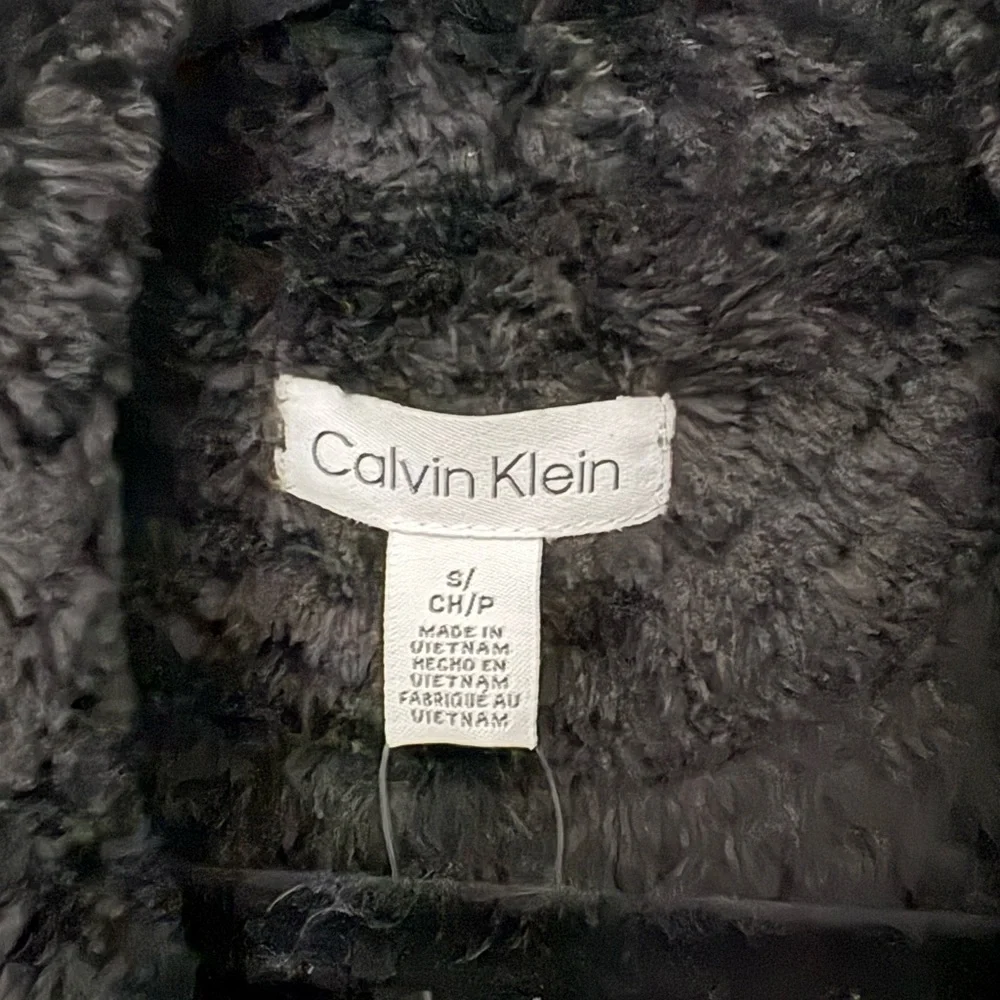 Calvin Klein
S/
CH/P
MADE IN
VIETNAM
HECHO EN
VIETNAM
FABRIQUÉ AU
VIETNAM